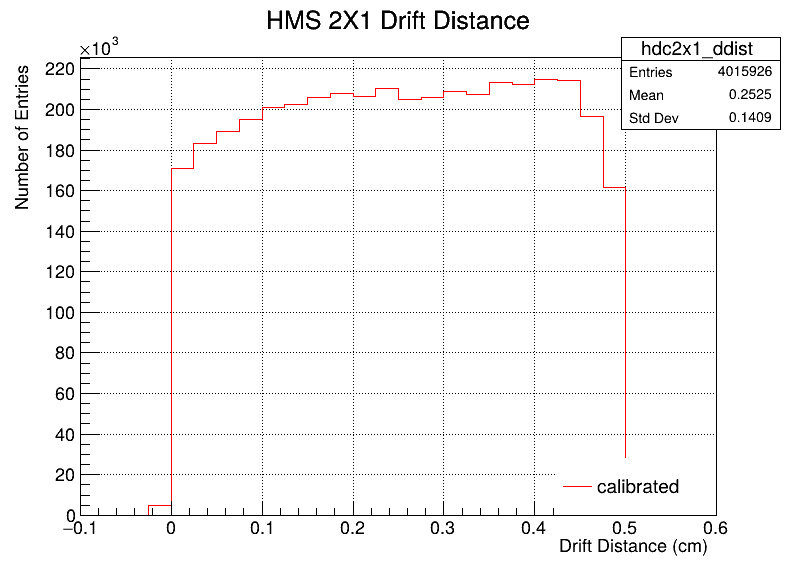 HMS 2X1 Drift Distance
×10³
hdc2x1_ddist
Entries 4015926
Mean 0.2525
Std Dev 0.1409
Number of Entries
220
200
180
160
140
120
100
80
60
40
20
0
−0.1 0 0.1 0.2 0.3 0.4 0.5 0.6
calibrated
Drift Distance (cm)